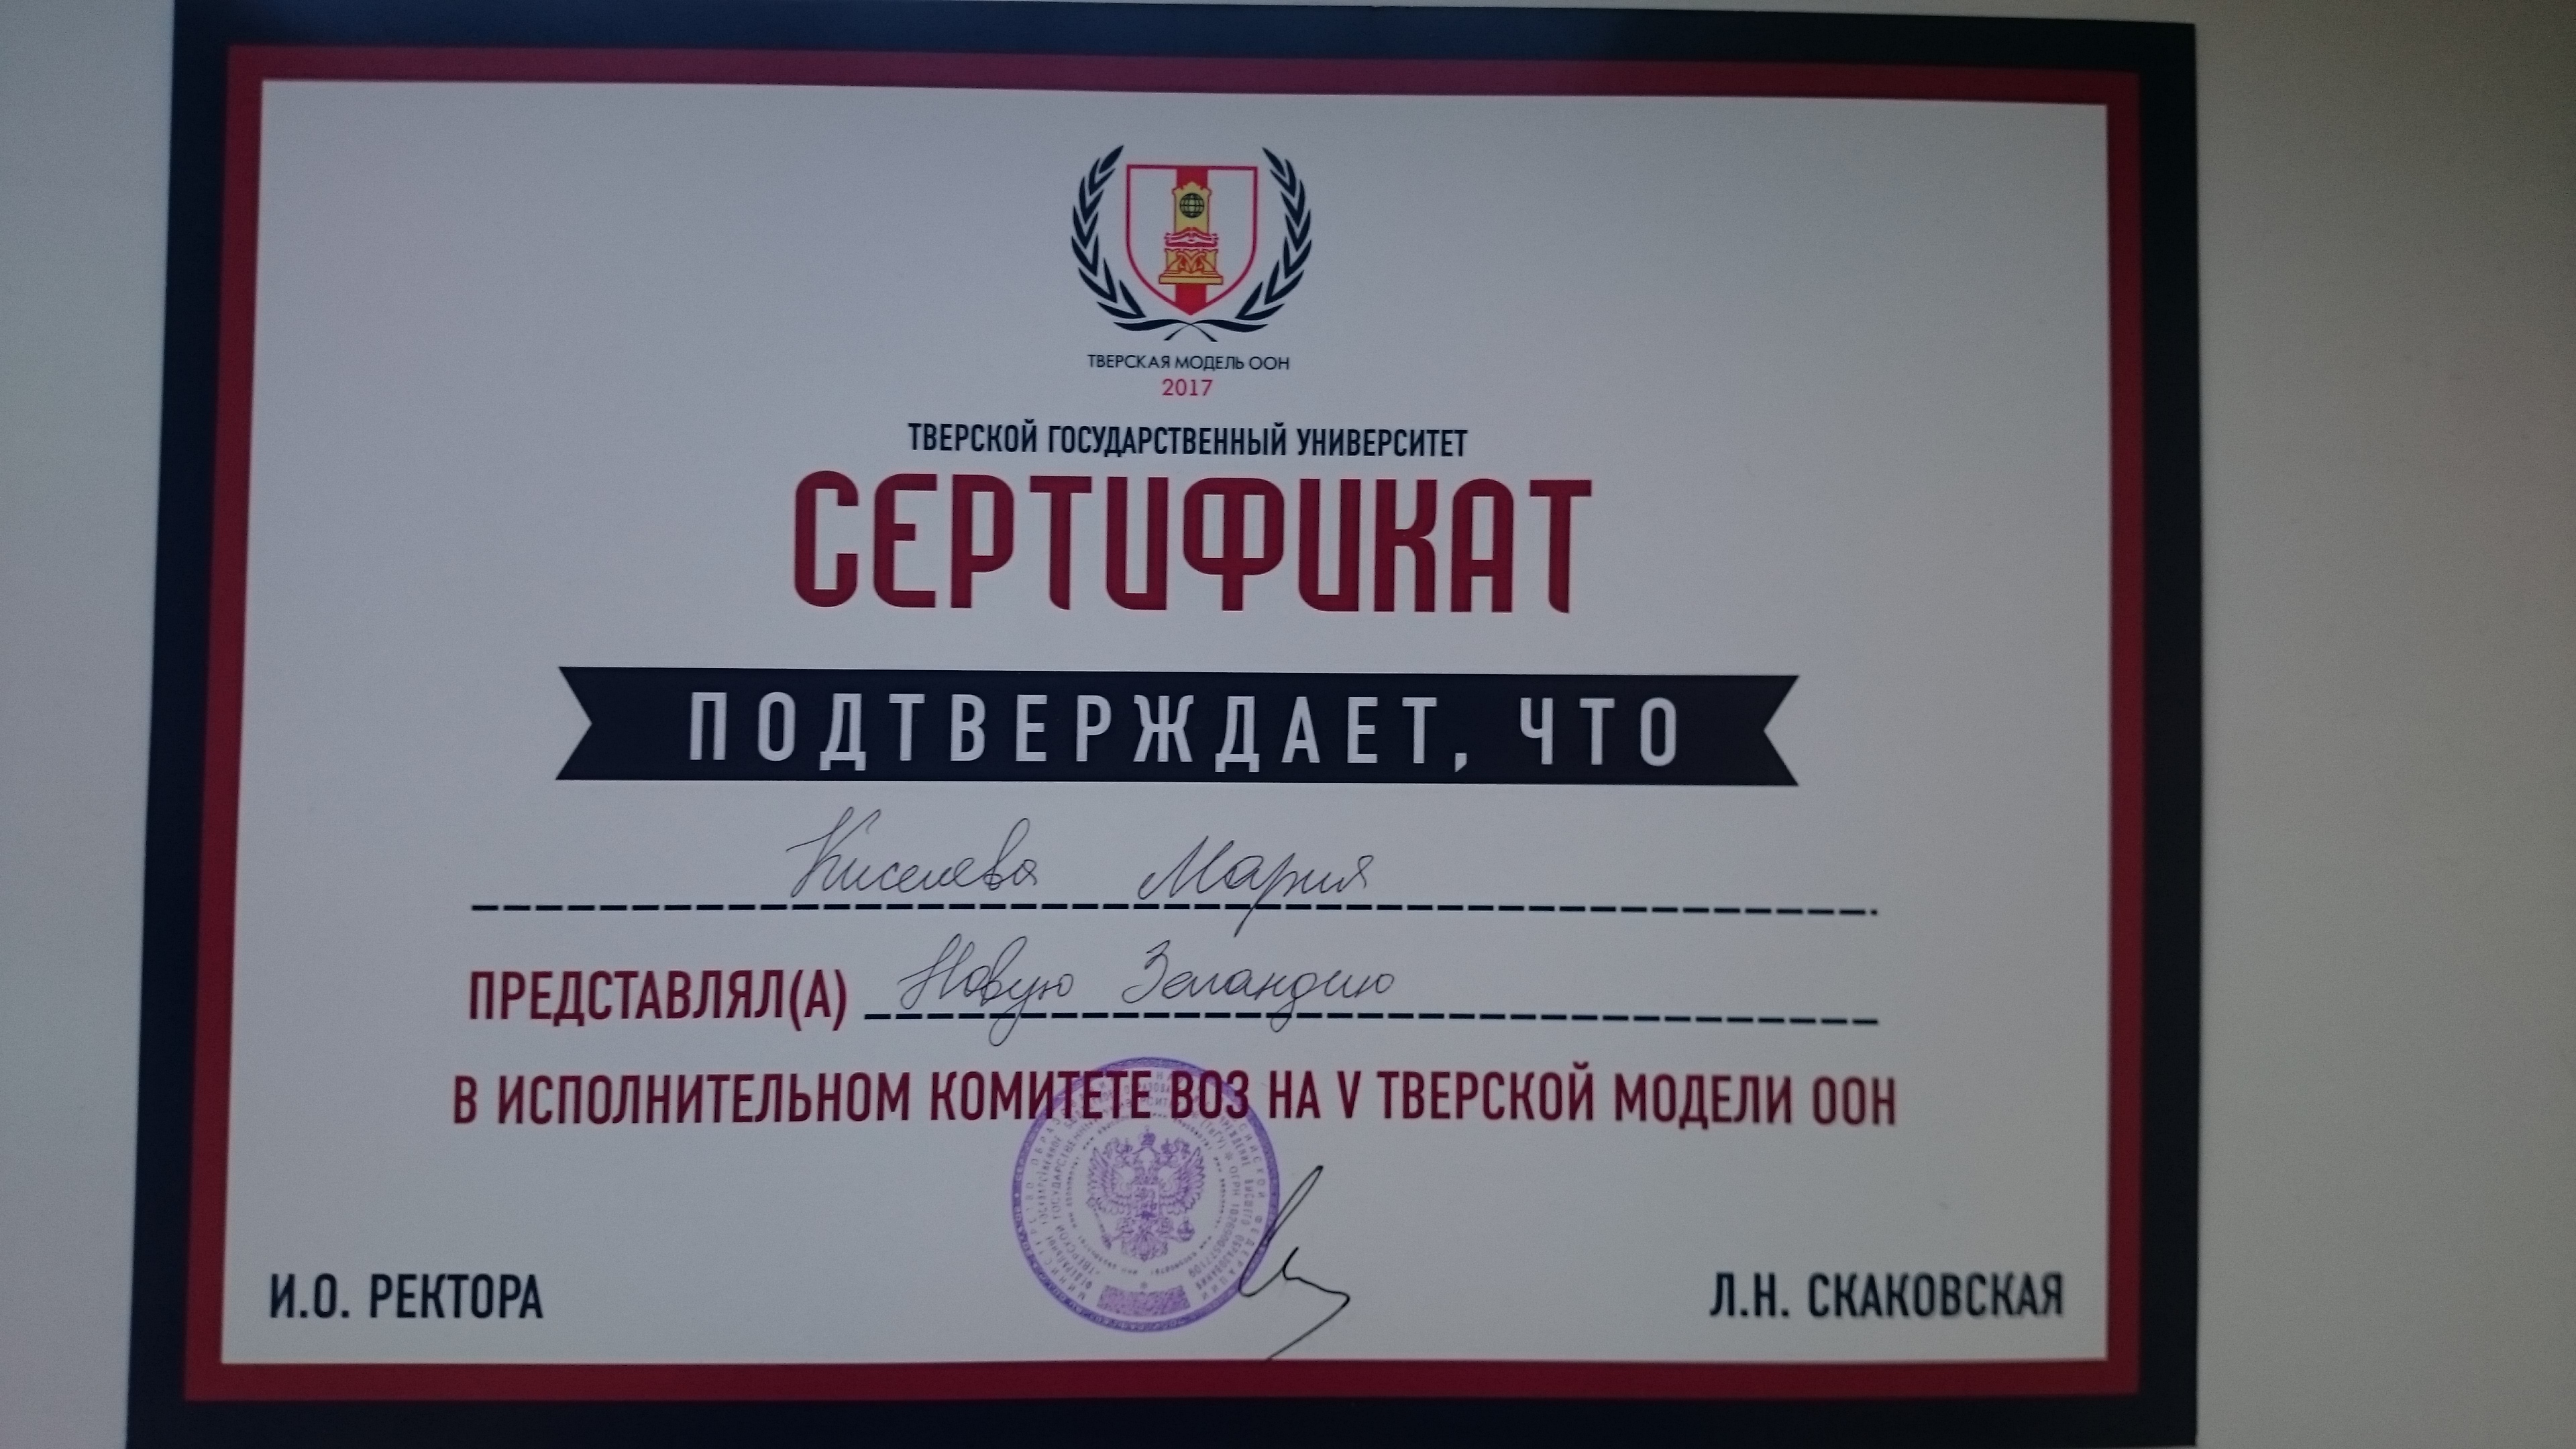 ТВЕРСКАЯ МОДЕЛЬ ООН
2017
ТВЕРСКОЙ ГОСУДАРСТВЕННЫЙ УНИВЕРСИТЕТ
СЕРТИФИКАТ
ПОДТВЕРЖДАЕТ, ЧТО
Киселева Мария
ПРЕДСТАВЛЯЛ(А) Новую Зеландию
В ИСПОЛНИТЕЛЬНОМ КОМИТЕТЕ ВОЗ НА V ТВЕРСКОЙ МОДЕЛИ ООН
И.О. РЕКТОРА
Л.Н. СКАКОВСКАЯ